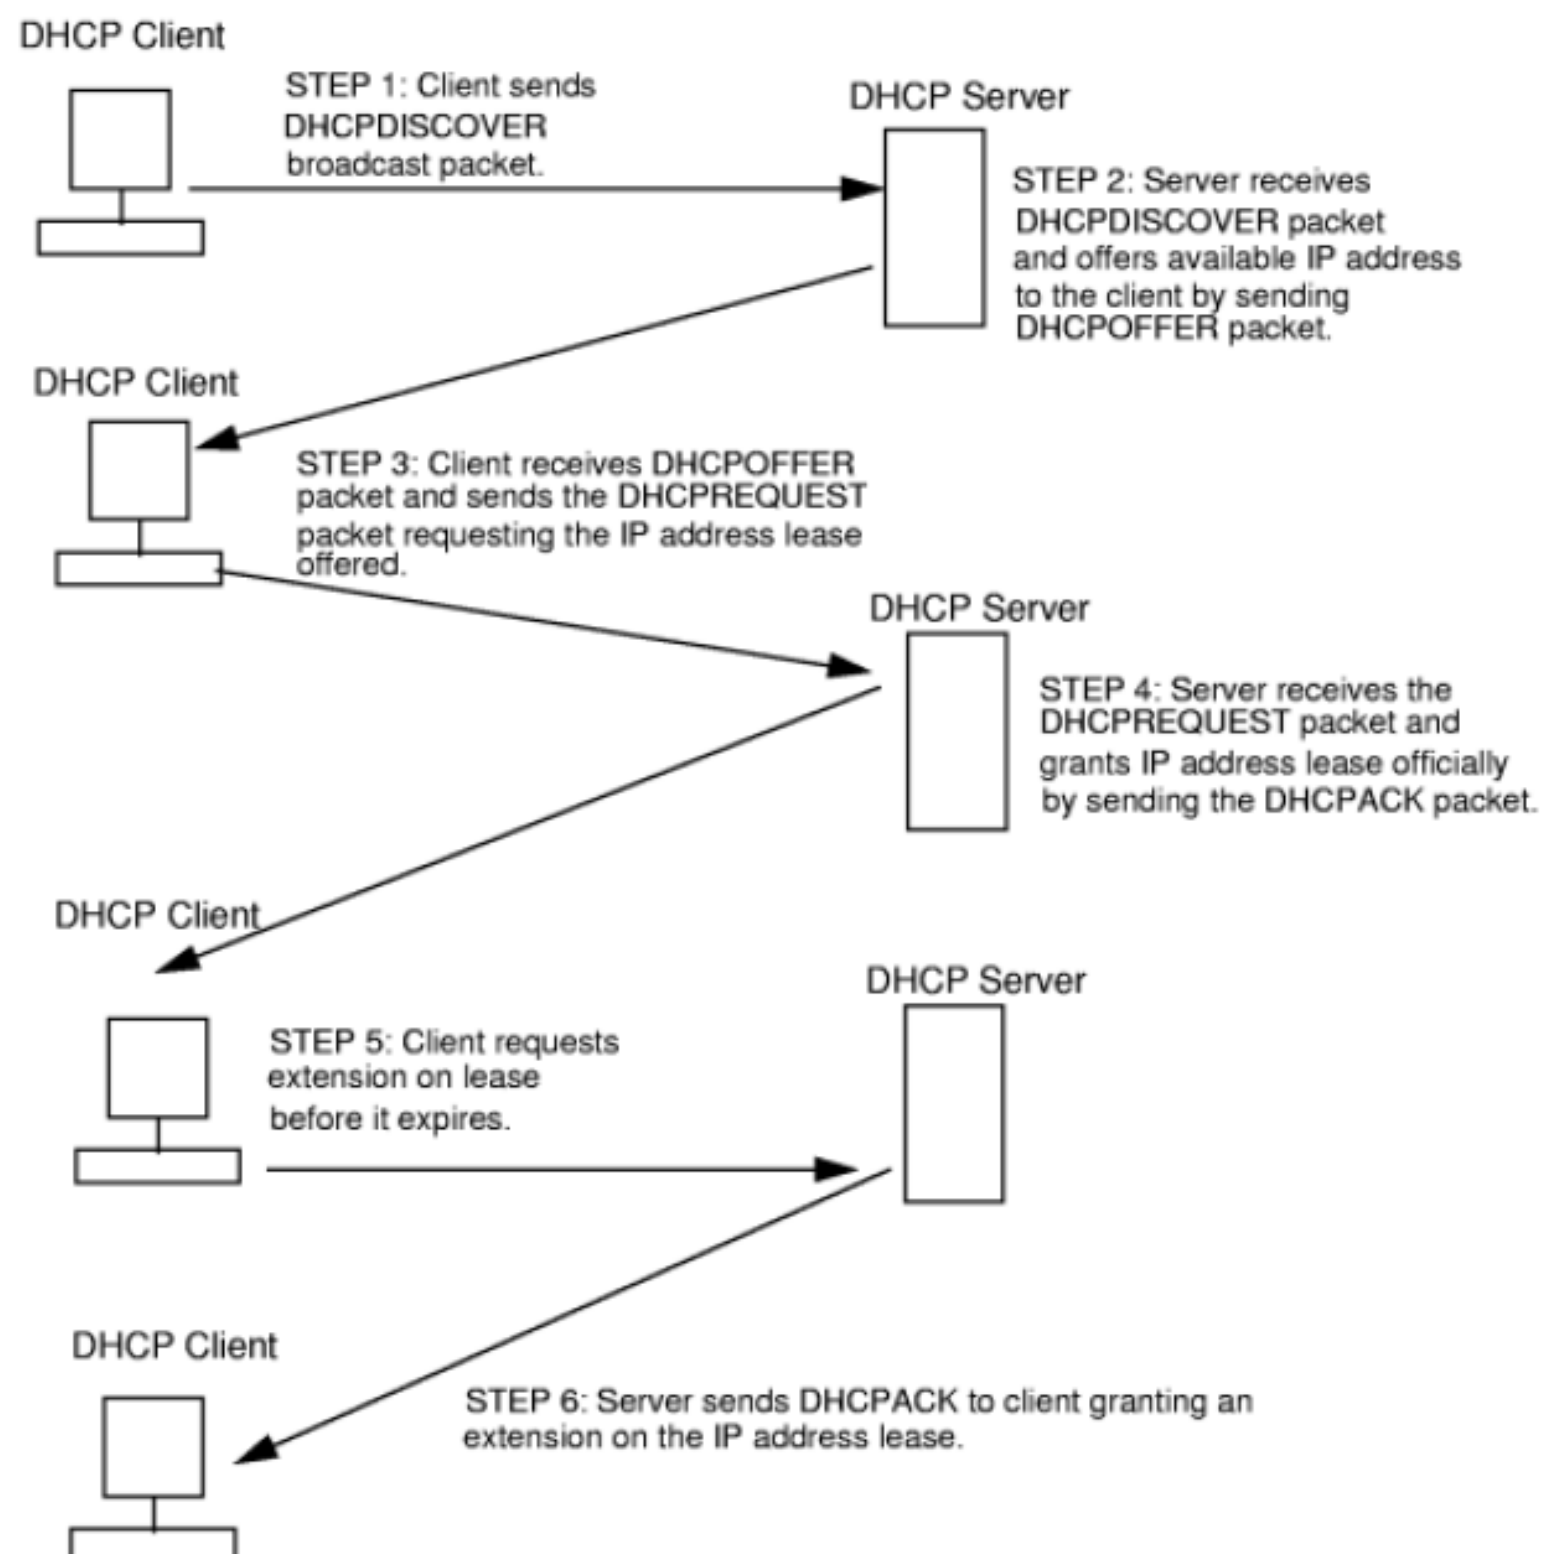 DHCP Client
STEP 1: Client sends
DHCPDISCOVER
broadcast packet.
DHCP Server
STEP 2: Server receives
DHCPDISCOVER packet
and offers available IP address
to the client by sending
DHCPOFFER packet.
DHCP Client
STEP 3: Client receives DHCPOFFER
packet and sends the DHCPREQUEST
packet requesting the IP address lease
offered.
DHCP Server
STEP 4: Server receives the
DHCPREQUEST packet and
grants IP address lease officially
by sending the DHCPACK packet.
DHCP Client
DHCP Server
STEP 5: Client requests
extension on lease
before it expires.
DHCP Client
STEP 6: Server sends DHCPACK to client granting an
extension on the IP address lease.